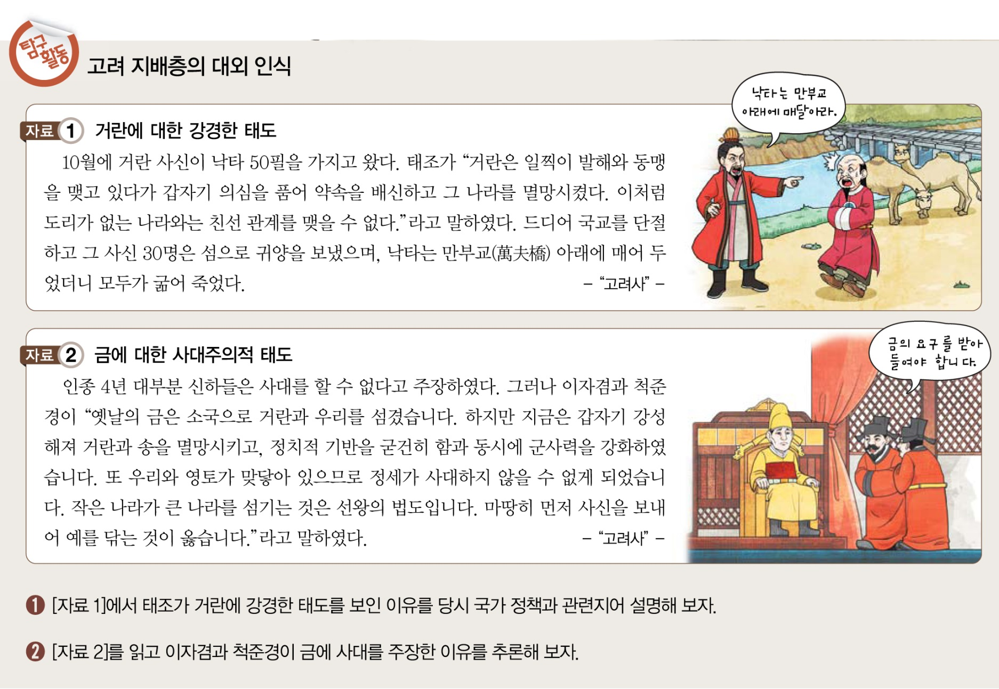 탐구
활동
고려 지배층의 대외 인식
낙타는 만부교
아래에 매달아라.
자료 1 거란에 대한 강경한 태도
10월에 거란 사신이 낙타 50필을 가지고 왔다. 태조가 “거란은 일찍이 발해와 동맹
을 맺고 있다가 갑자기 의심을 품어 약속을 배신하고 그 나라를 멸망시켰다. 이처럼
도리가 없는 나라와는 친선 관계를 맺을 수 없다.”라고 말하였다. 드디어 국교를 단절
하고 그 사신 30명은 섬으로 귀양을 보냈으며, 낙타는 만부교(萬夫橋) 아래에 매어 두
었더니 모두가 굶어 죽었다.
– “고려사” –
금의 요구를 받아
들여야 합니다.
자료 2 금에 대한 사대주의적 태도
인종 4년 대부분 신하들은 사대를 할 수 없다고 주장하였다. 그러나 이자겸과 척준
경이 “옛날의 금은 소국으로 거란과 우리를 섬겼습니다. 하지만 지금은 갑자기 강성
해져 거란과 송을 멸망시키고, 정치적 기반을 굳건히 함과 동시에 군사력을 강화하였
습니다. 또 우리와 영토가 맞닿아 있으므로 정세가 사대하지 않을 수 없게 되었습니
다. 작은 나라가 큰 나라를 섬기는 것은 선왕의 법도입니다. 마땅히 먼저 사신을 보내
어 예를 닦는 것이 옳습니다.”라고 말하였다.
– “고려사” –
1 [자료 1]에서 태조가 거란에 강경한 태도를 보인 이유를 당시 국가 정책과 관련지어 설명해 보자.
2 [자료 2]를 읽고 이자겸과 척준경이 금에 사대를 주장한 이유를 추론해 보자.